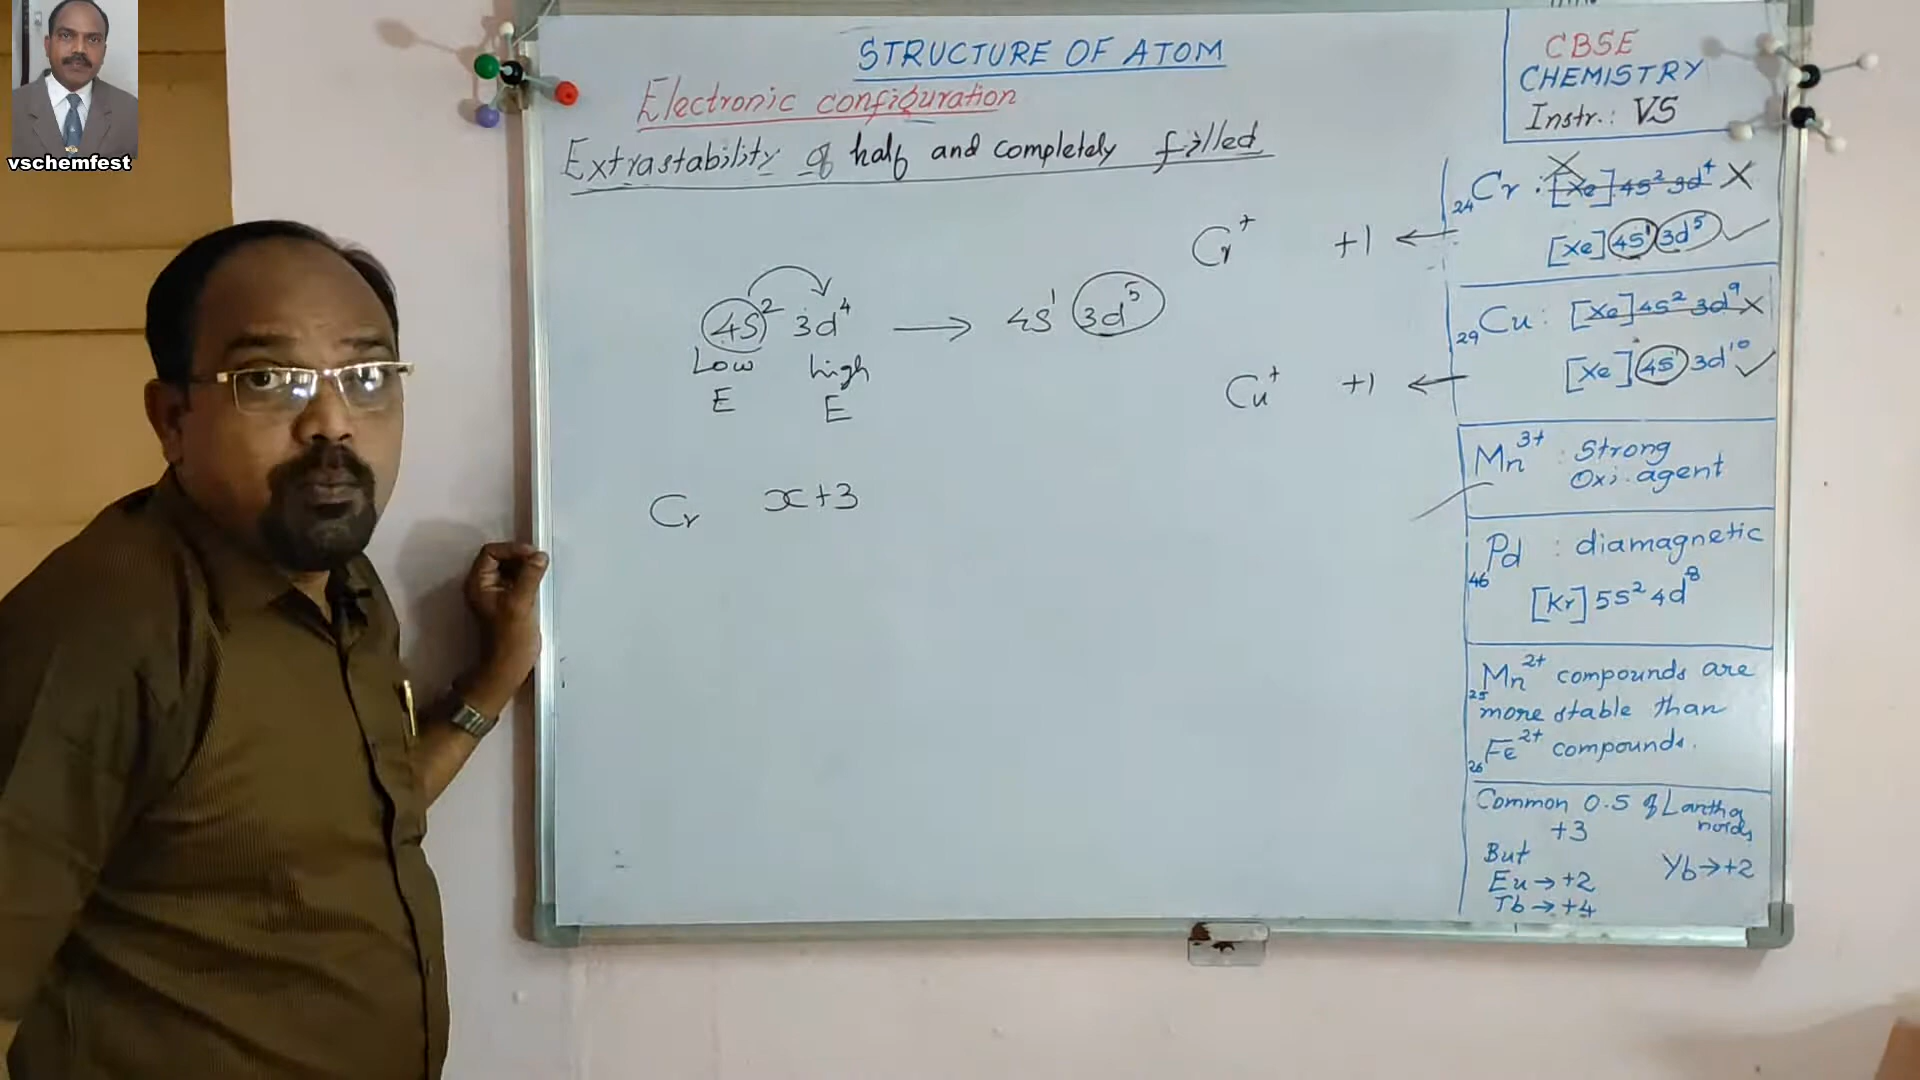 vschemfest
STRUCTURE OF ATOM
Electronic configuration
Extrastability of half and completely filled
CBSE
CHEMISTRY
Instr.: VS
4s² 3d⁴ → 4s¹ 3d⁵
Low high
E E
Cr x+3
Cr⁺ +1 ←
Cu⁺ +1 ←
₂₄Cr : [Xe] 4s² 3d⁴ X
[Xe] 4s¹ 3d⁵ ✓
₂₉Cu : [Xe] 4s² 3d⁹ X
[Xe] 4s¹ 3d¹⁰ ✓
Mn³⁺ : Strong
Oxi. agent
₄₆Pd : diamagnetic
[Kr] 5s² 4d⁸
₂₅Mn²⁺ compounds are
more stable than
₂₆Fe²⁺ compounds.
Common O.S of Lantha
noids
+3
But
Eu → +2 Yb → +2
Tb → +4